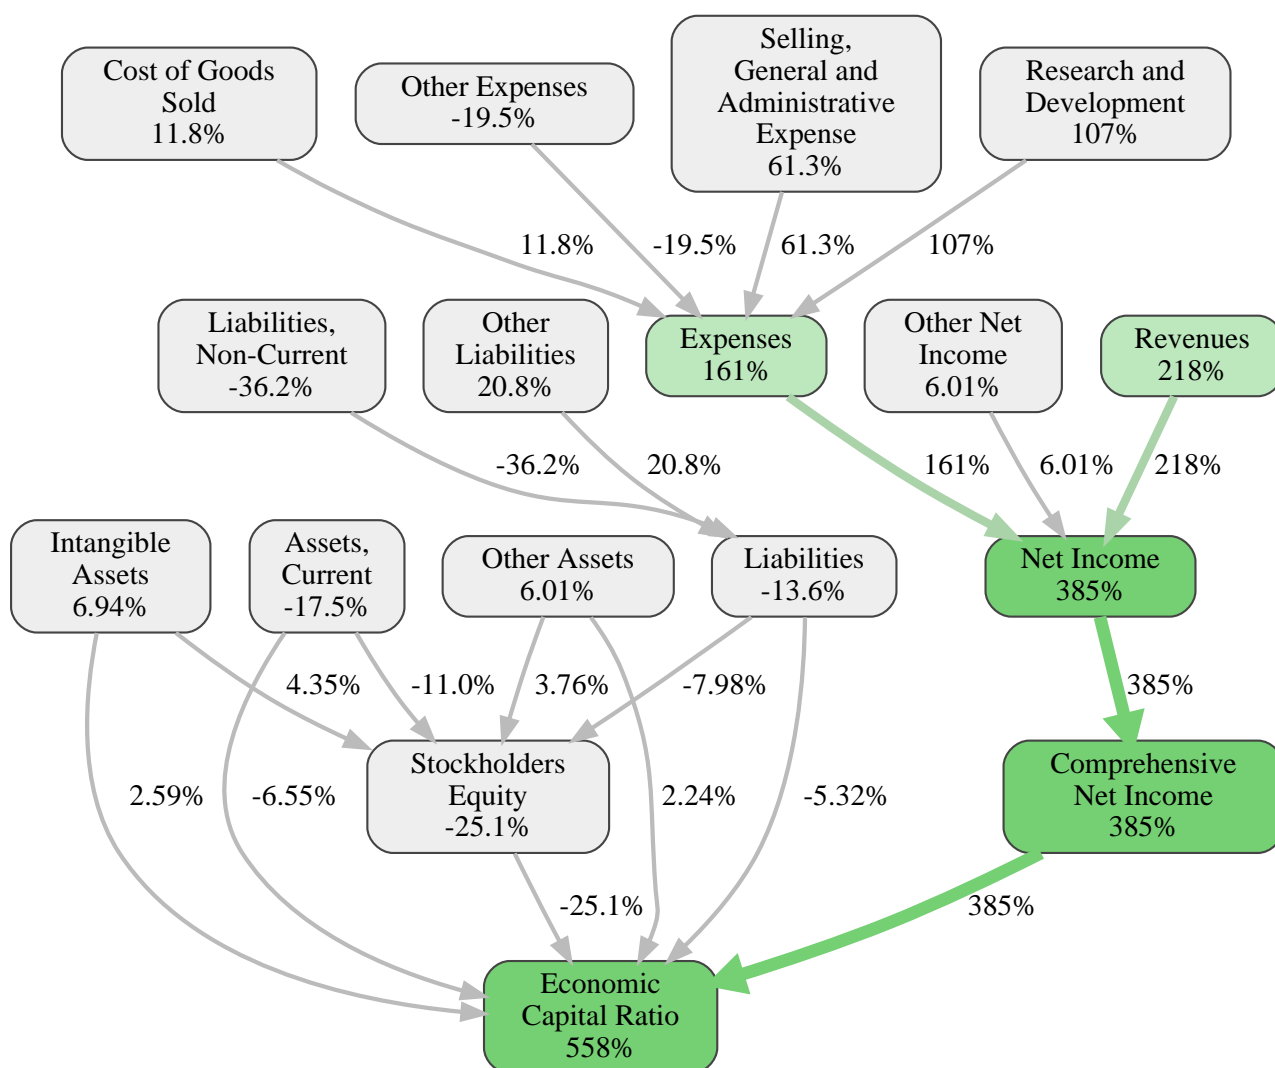 Cost of Goods
Sold
11.8%
Other Expenses
-19.5%
Selling,
General and
Administrative
Expense
61.3%
Research and
Development
107%
11.8%
-19.5%
61.3%
107%
Liabilities,
Non-Current
-36.2%
Other
Liabilities
20.8%
Expenses
161%
Other Net
Income
6.01%
Revenues
218%
-36.2%
20.8%
161%
6.01%
218%
Intangible
Assets
6.94%
Assets,
Current
-17.5%
Other Assets
6.01%
Liabilities
-13.6%
Net Income
385%
4.35%
-11.0%
3.76%
-7.98%
385%
2.59%
-6.55%
Stockholders
Equity
-25.1%
2.24%
-5.32%
Comprehensive
Net Income
385%
-25.1%
385%
Economic
Capital Ratio
558%